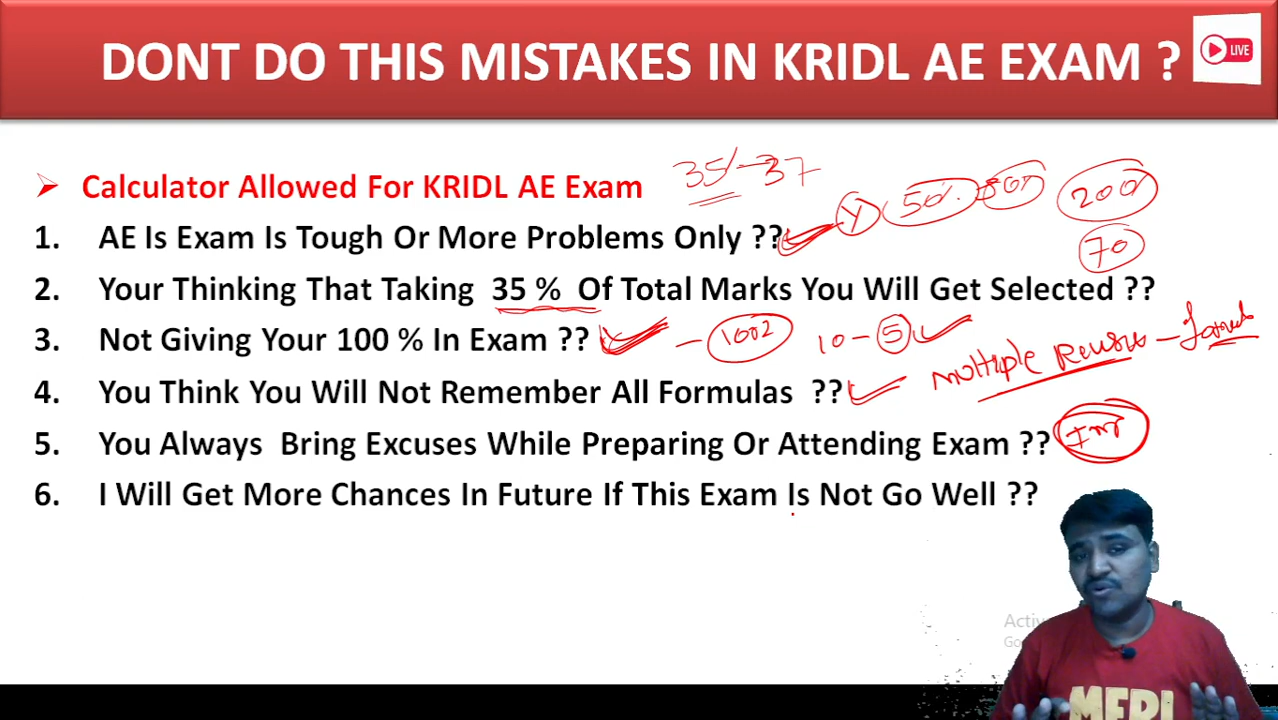 DONT DO THIS MISTAKES IN KRIDL AE EXAM ?
LIVE
Calculator Allowed For KRIDL AE Exam
35% - 37
50%
200
70
1. AE Is Exam Is Tough Or More Problems Only ??
2. Your Thinking That Taking 35 % Of Total Marks You Will Get Selected ??
3. Not Giving Your 100 % In Exam ??
10 - 5
Multiple
4. You Think You Will Not Remember All Formulas ??
5. You Always Bring Excuses While Preparing Or Attending Exam ??
6. I Will Get More Chances In Future If This Exam Is Not Go Well ??